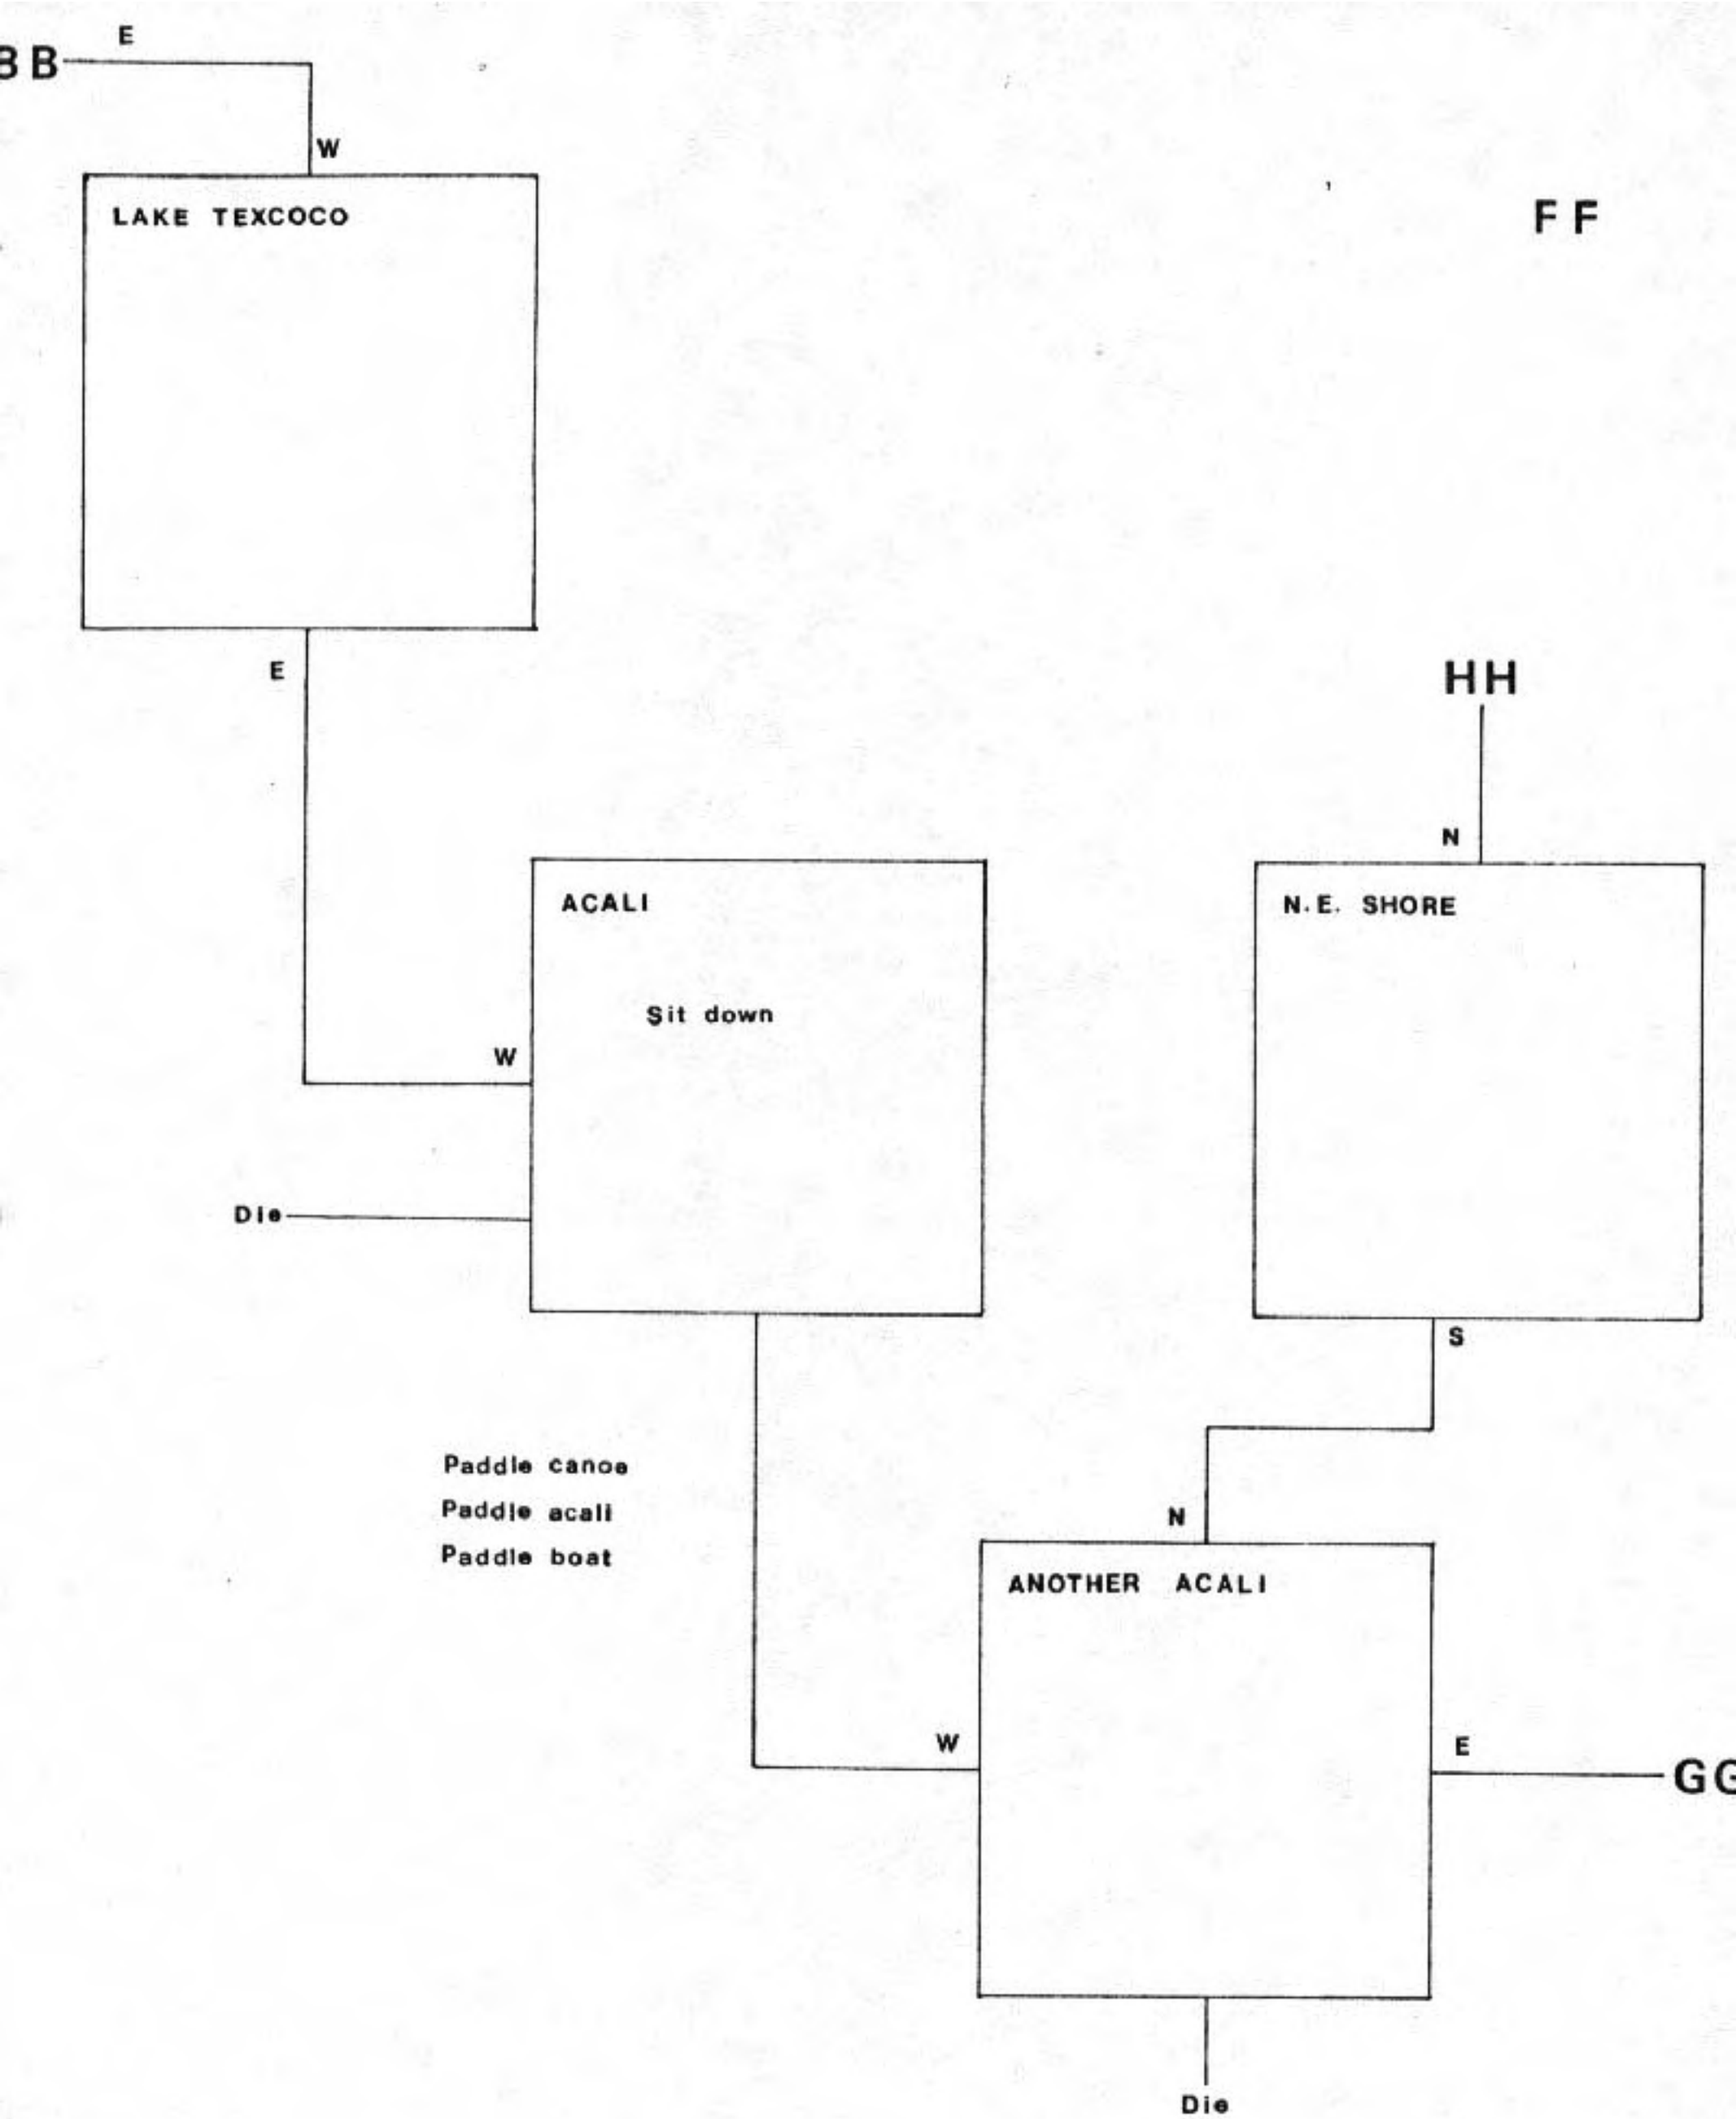 E
BB
W
LAKE TEXCOCO
FF
E
HH
N
ACALI
N.E. SHORE
Sit down
W
Die
S
Paddle canoe
Paddle acali
Paddle boat
N
ANOTHER ACALI
W
E
GG
Die